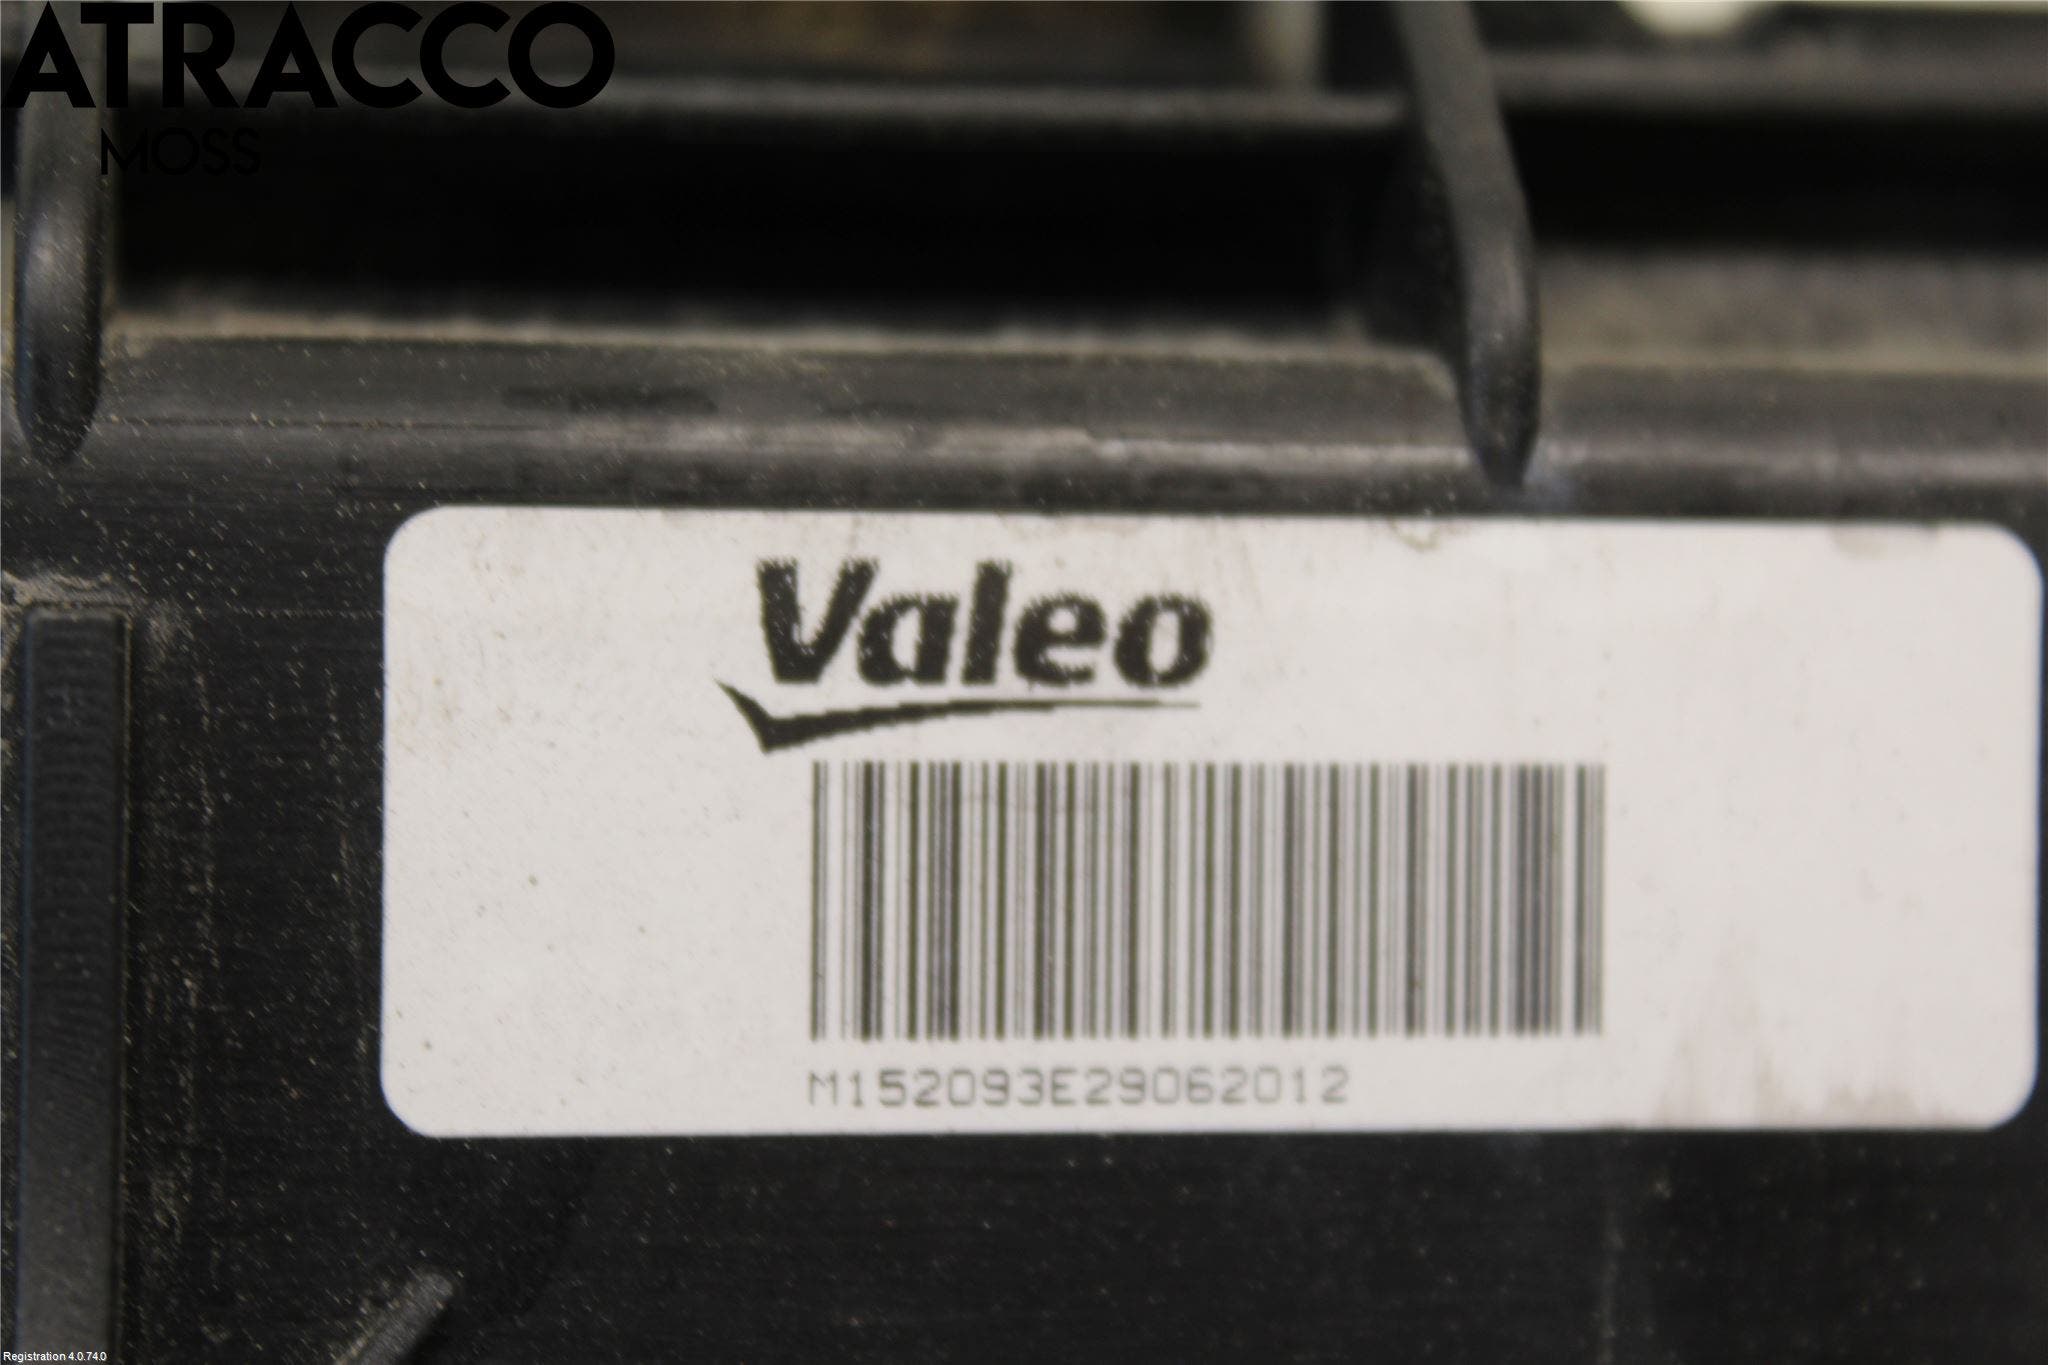 ATRACCO
MOSS
Valeo
M152093E29062012
Registration 4.0.74.0